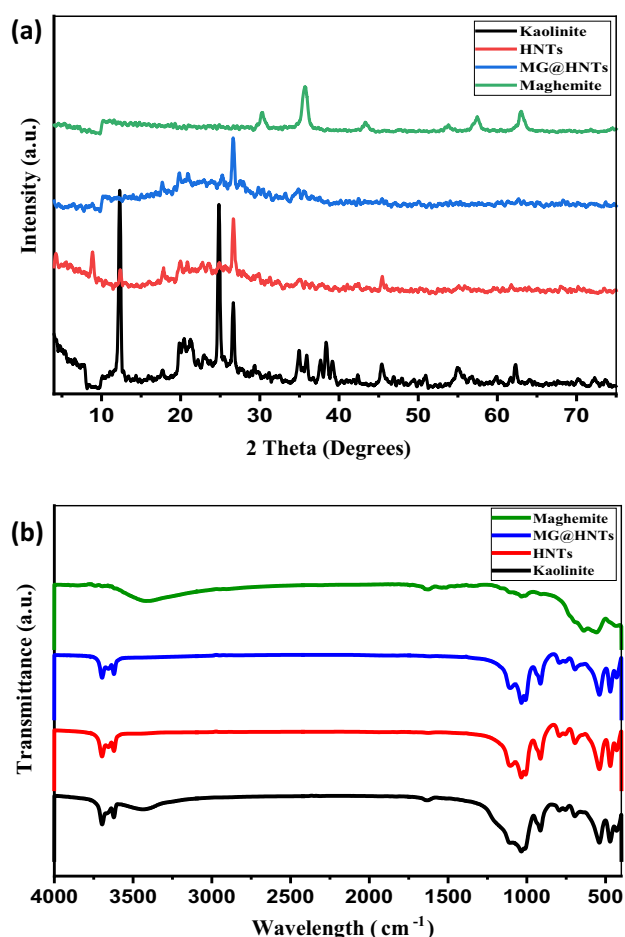 (a)
Kaolinite
HNTs
MG@HNTs
Maghemite
Intensity (a.u.)
10 20 30 40 50 60 70
2 Theta (Degrees)
(b)
Maghemite
MG@HNTs
HNTs
Kaolinite
Transmittance (a.u.)
4000 3500 3000 2500 2000 1500 1000 500
Wavelength ( cm⁻¹)